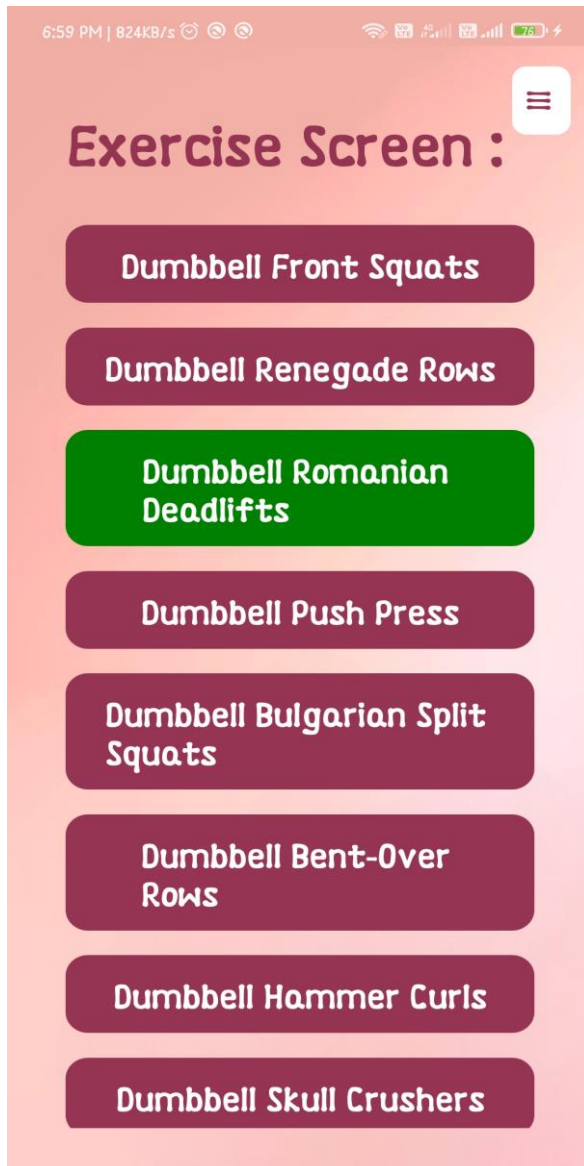 6:59 PM | 824KB/s
76
Exercise Screen :
Dumbbell Front Squats
Dumbbell Renegade Rows
Dumbbell Romanian
Deadlifts
Dumbbell Push Press
Dumbbell Bulgarian Split
Squats
Dumbbell Bent-Over
Rows
Dumbbell Hammer Curls
Dumbbell Skull Crushers